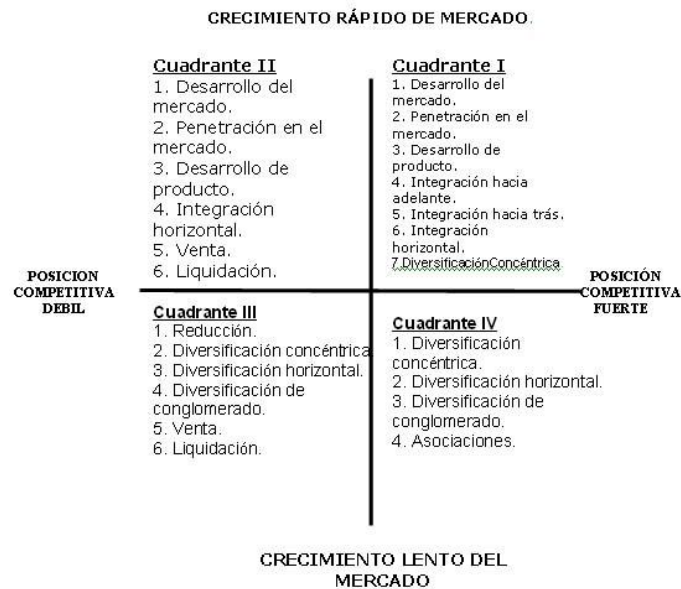 CRECIMIENTO RÁPIDO DE MERCADO.
Cuadrante II
1. Desarrollo del
mercado.
2. Penetración en el
mercado.
3. Desarrollo de
producto.
4. Integración
horizontal.
5. Venta.
6. Liquidación.
Cuadrante I
1. Desarrollo del
mercado.
2. Penetración en el
mercado.
3. Desarrollo de
producto.
4. Integración hacia
adelante.
5. Integración hacia trás.
6. Integración
horizontal.
7.DiversificaciónConcéntrica
POSICION
COMPETITIVA
DEBIL
POSICIÓN
COMPETITIVA
FUERTE
Cuadrante III
1. Reducción.
2. Diversificación concéntrica
3. Diversificación horizontal.
4. Diversificación de
conglomerado.
5. Venta.
6. Liquidación.
Cuadrante IV
1. Diversificación
concéntrica.
2. Diversificación horizontal.
3. Diversificación de
conglomerado.
4. Asociaciones.
CRECIMIENTO LENTO DEL
MERCADO